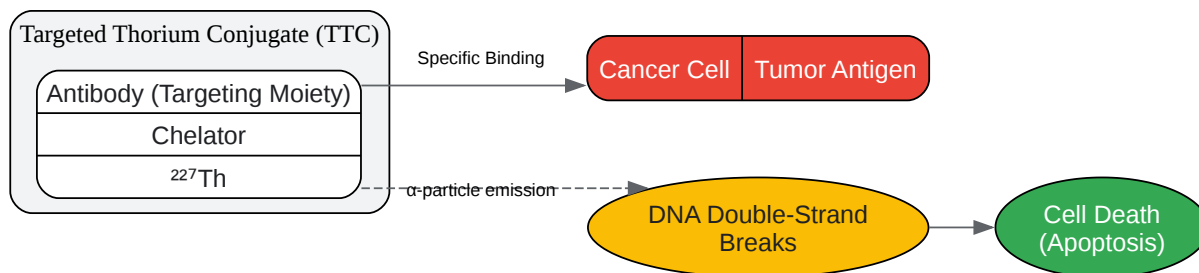 Targeted Thorium Conjugate (TTC)
Antibody (Targeting Moiety)
Chelator
²²⁷Th
Specific Binding
Cancer Cell
Tumor Antigen
α-particle emission
DNA Double-Strand
Breaks
Cell Death
(Apoptosis)